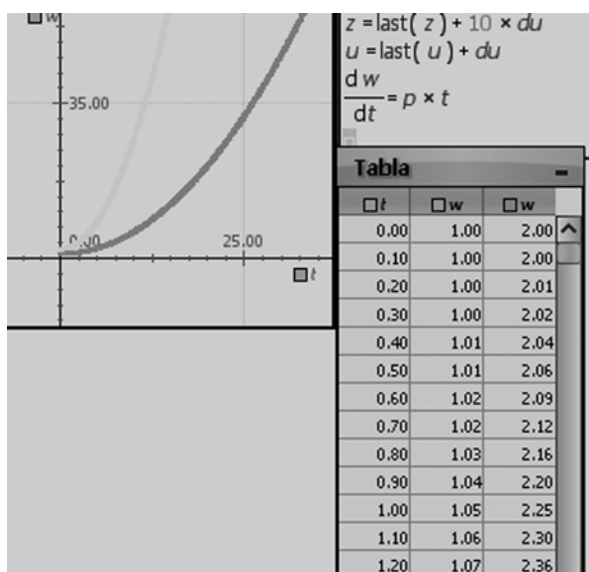 w
35.00
25.00
t
z = last( z ) + 10 × du
u = last( u ) + du
d w
dt = p × t
Tabla
t w w
0.00 1.00 2.00
0.10 1.00 2.00
0.20 1.00 2.01
0.30 1.00 2.02
0.40 1.01 2.04
0.50 1.01 2.06
0.60 1.02 2.09
0.70 1.02 2.12
0.80 1.03 2.16
0.90 1.04 2.20
1.00 1.05 2.25
1.10 1.06 2.30
1.20 1.07 2.36